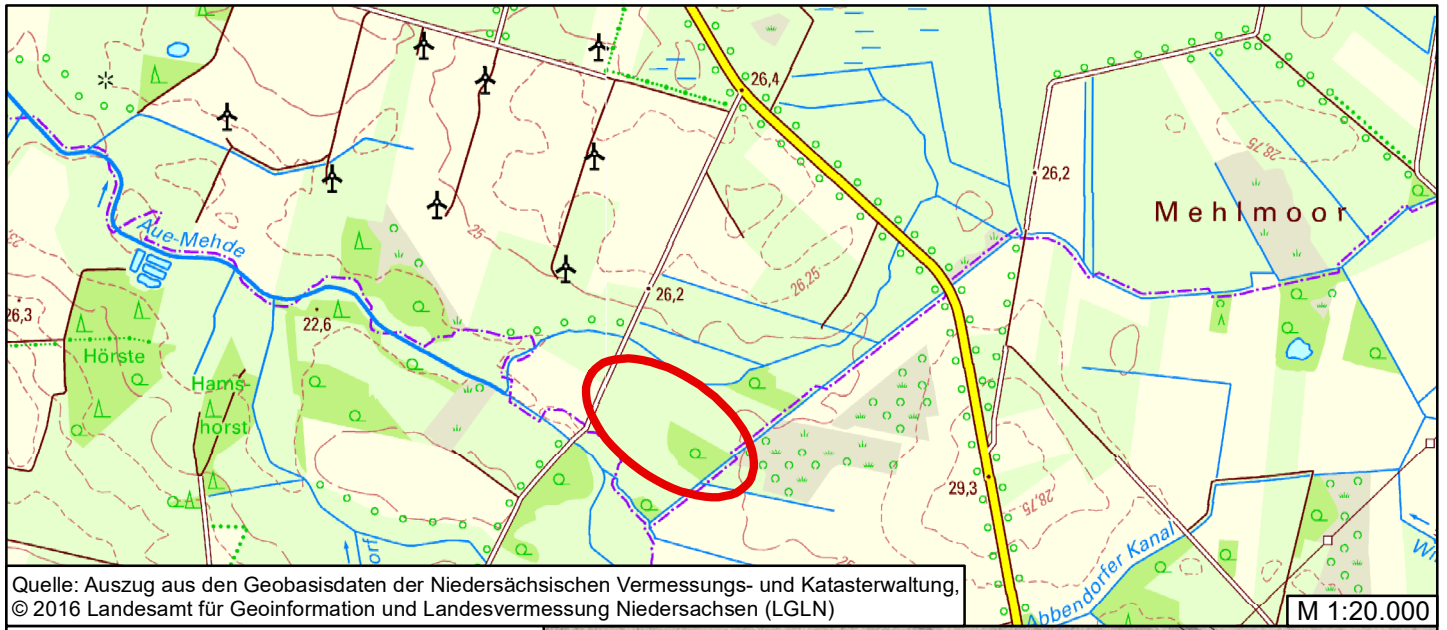 26,4
28,75
26,2
Mehlmoor
Aue-Mehde
25
26,25
26,2
26,3
22,6
Hörste
Hams-
horst
29,3
28,75
Abbendorfer Kanal
Quelle: Auszug aus den Geobasisdaten der Niedersächsischen Vermessungs- und Katasterwaltung,
© 2016 Landesamt für Geoinformation und Landesvermessung Niedersachsen (LGLN)
M 1:20.000